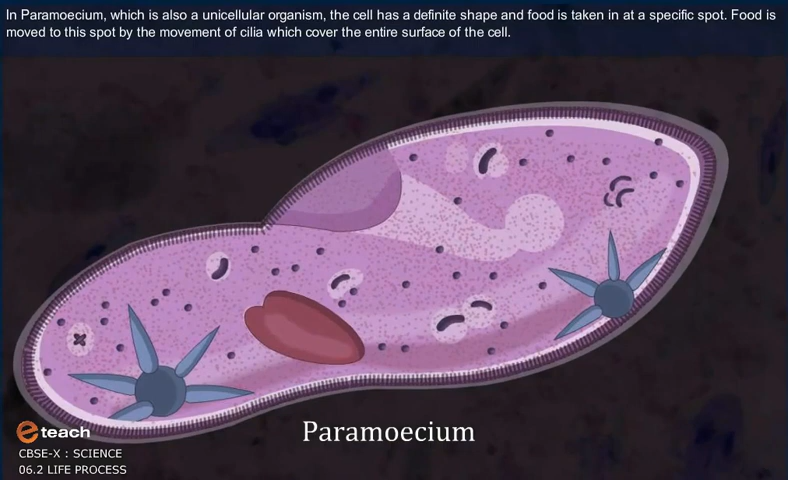 In Paramoecium, which is also a unicellular organism, the cell has a definite shape and food is taken in at a specific spot. Food is
moved to this spot by the movement of cilia which cover the entire surface of the cell.
Paramoecium
eteach
CBSE-X : SCIENCE
06.2 LIFE PROCESS